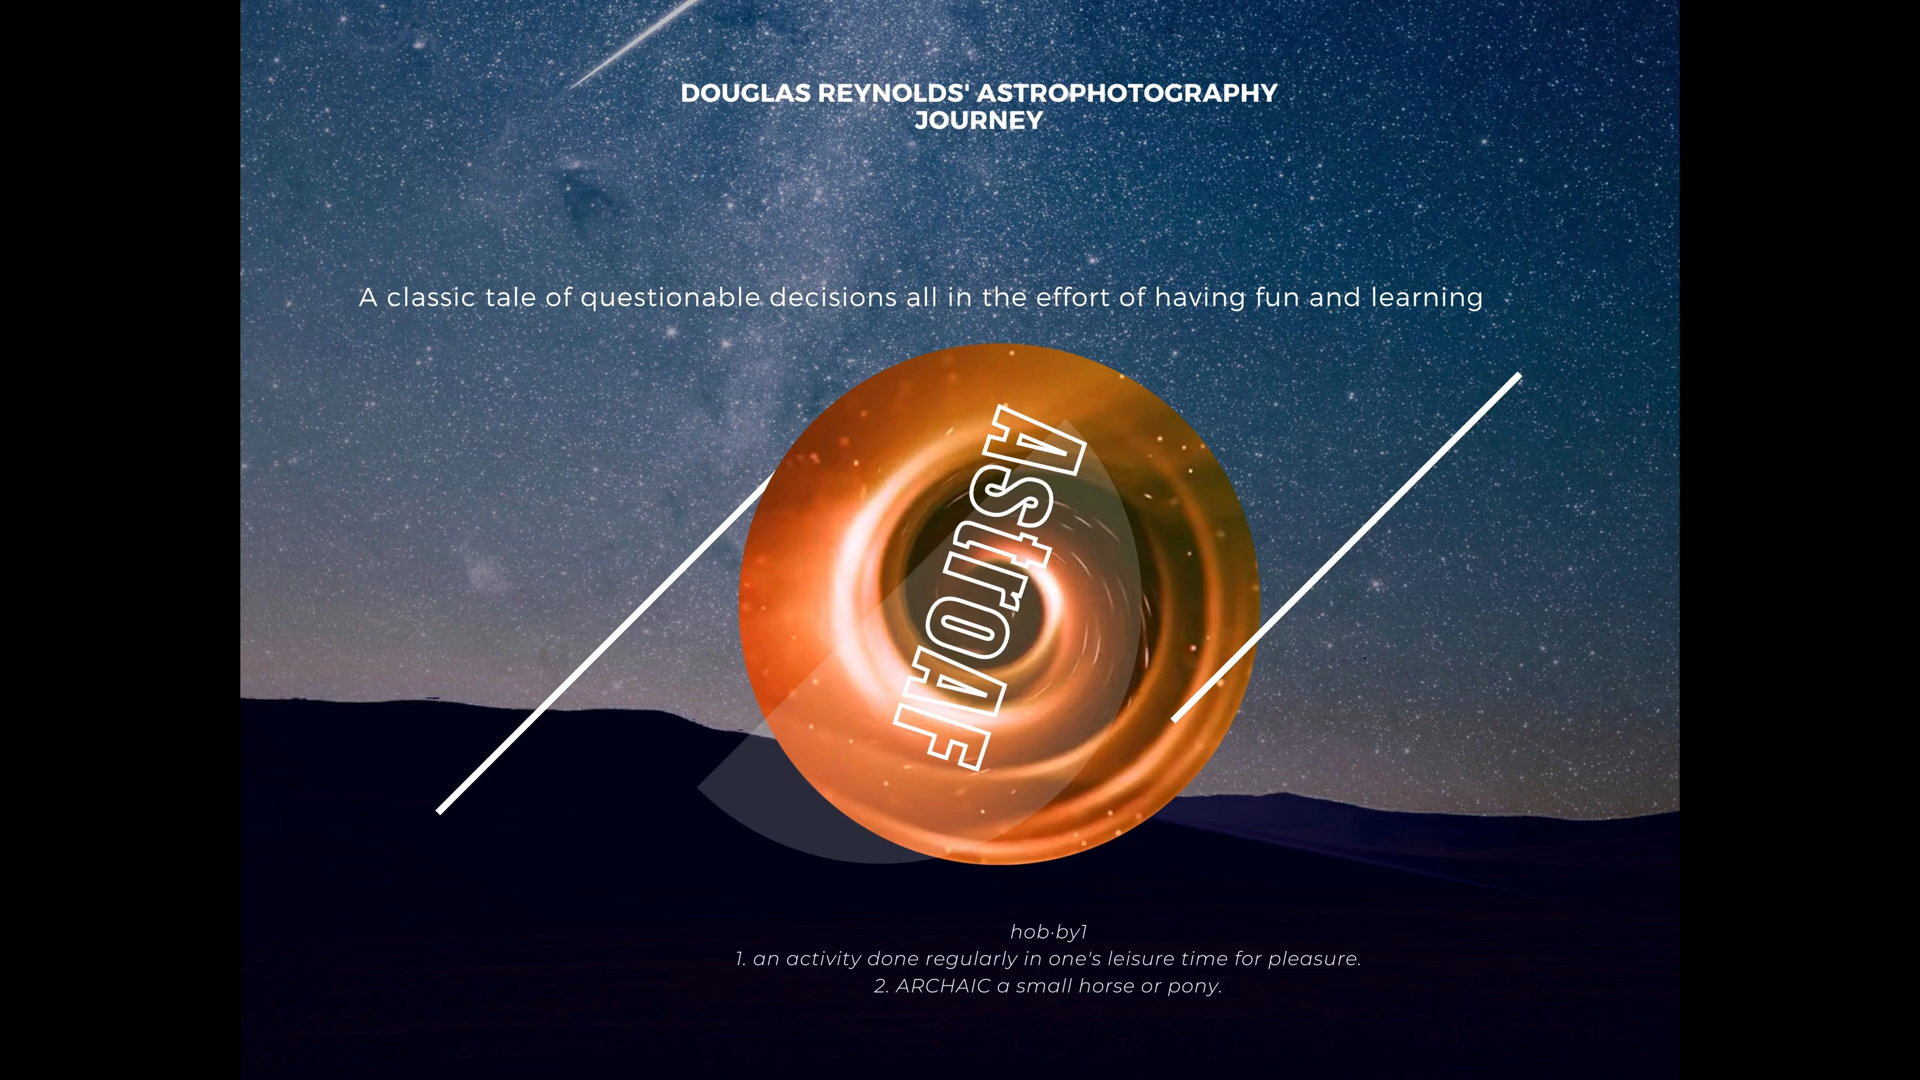 DOUGLAS REYNOLDS' ASTROPHOTOGRAPHY
JOURNEY
A classic tale of questionable decisions all in the effort of having fun and learning
AstroAF
hob·by1
1. an activity done regularly in one's leisure time for pleasure.
2. ARCHAIC a small horse or pony.